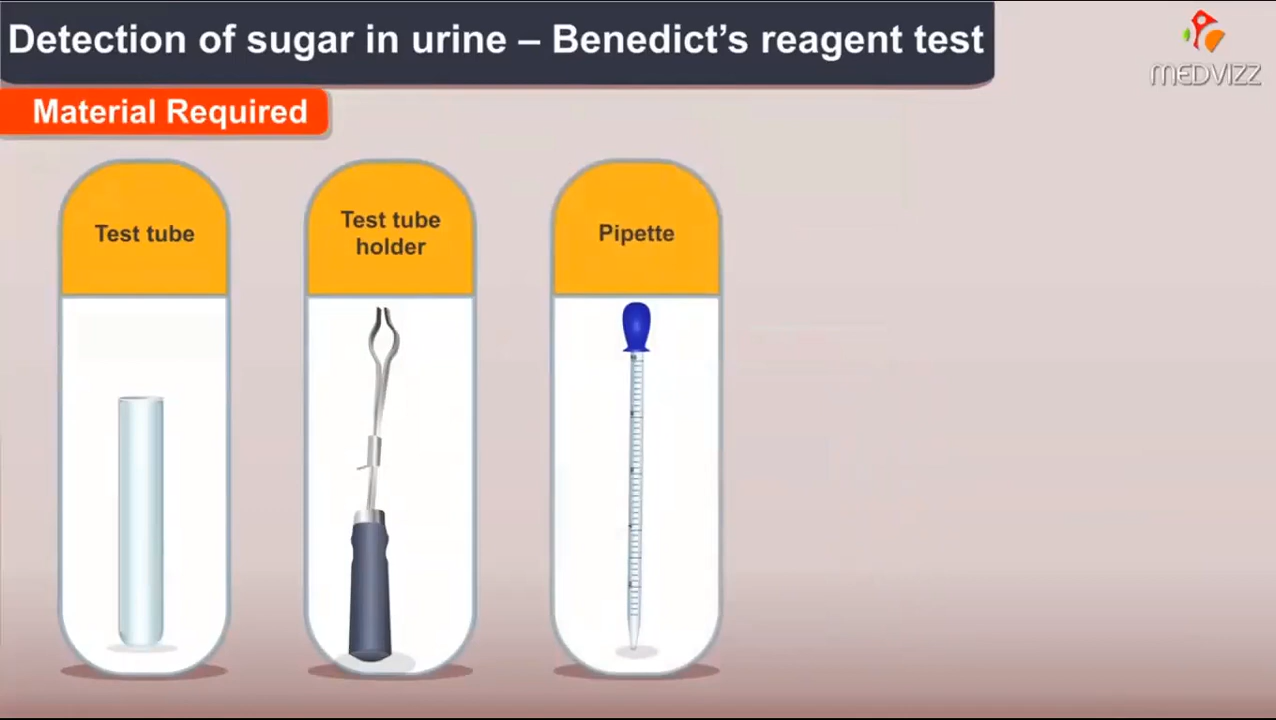 Detection of sugar in urine – Benedict's reagent test
MEDVIZZ
Material Required
Test tube
Test tube
holder
Pipette